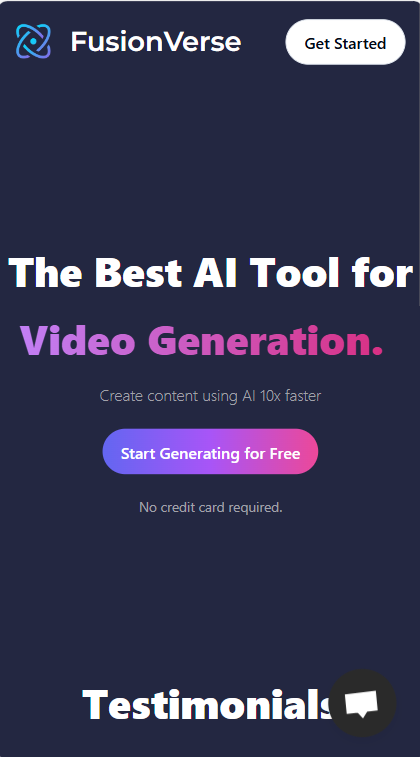 FusionVerse
Get Started
The Best AI Tool for
Video Generation.
Create content using AI 10x faster
Start Generating for Free
No credit card required.
Testimonials